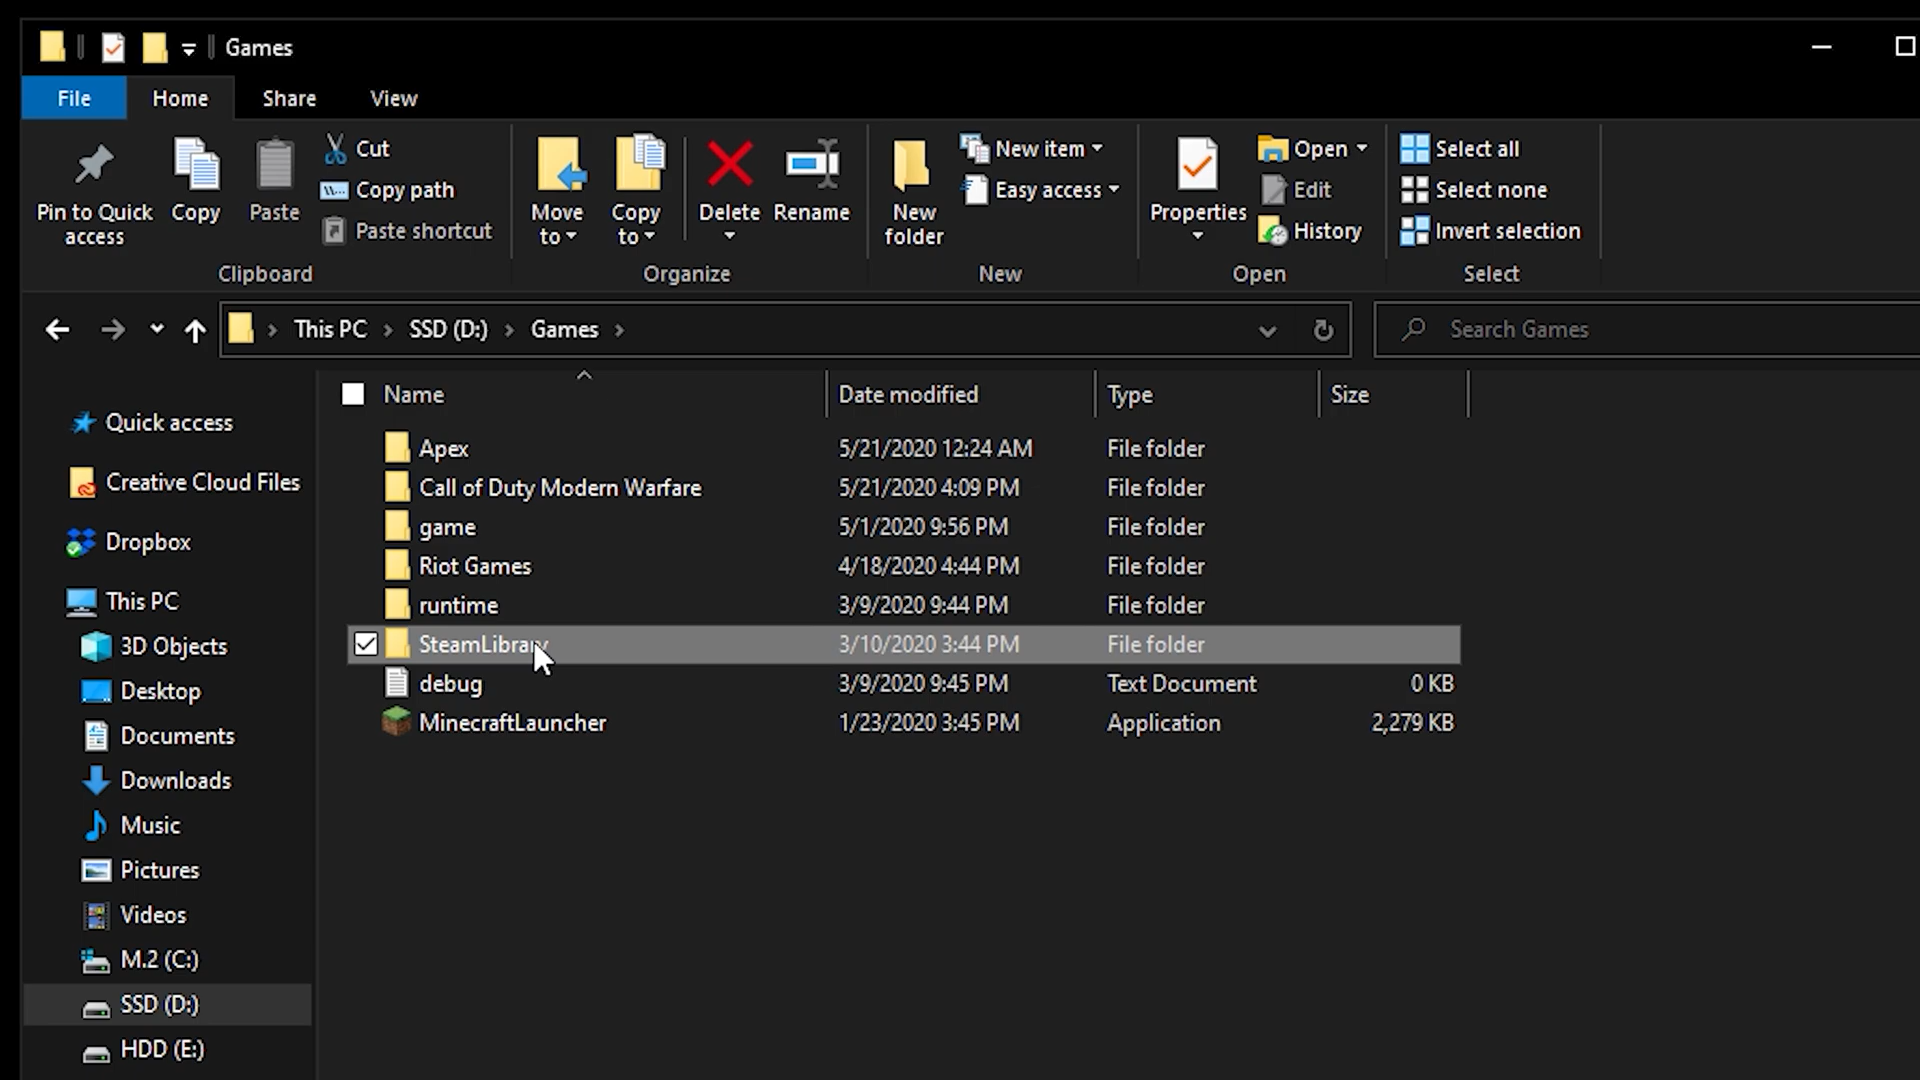 Games
File Home Share View
Pin to Quick access
Copy
Paste
Cut
Copy path
Paste shortcut
Clipboard
Move to
Copy to
Delete
Rename
Organize
New folder
New item
Easy access
New
Properties
Open
Edit
History
Open
Select all
Select none
Invert selection
Select
This PC > SSD (D:) > Games >
Search Games
Quick access
Creative Cloud Files
Dropbox
This PC
3D Objects
Desktop
Documents
Downloads
Music
Pictures
Videos
M.2 (C:)
SSD (D:)
HDD (E:)
Name Date modified Type Size
Apex 5/21/2020 12:24 AM File folder
Call of Duty Modern Warfare 5/21/2020 4:09 PM File folder
game 5/1/2020 9:56 PM File folder
Riot Games 4/18/2020 4:44 PM File folder
runtime 3/9/2020 9:44 PM File folder
SteamLibrary 3/10/2020 3:44 PM File folder
debug 3/9/2020 9:45 PM Text Document 0 KB
MinecraftLauncher 1/23/2020 3:45 PM Application 2,279 KB